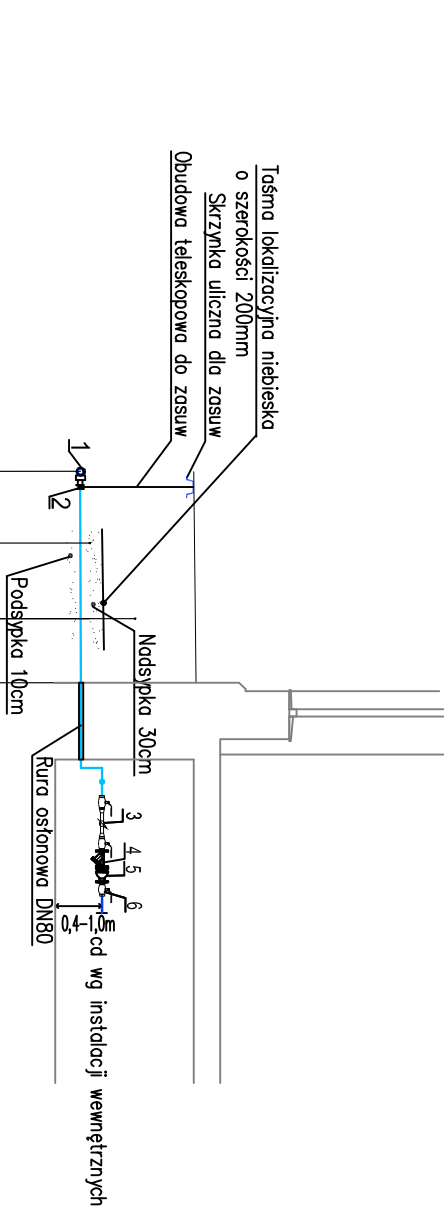 Taśma lokalizacyjna niebieska
o szerokości 200mm
Skrzynka uliczna dla zasuw
Obudowa teleskopowa do zasuw
1
2
Nadsypka 30cm
Podsypka 10cm
Rura osłonowa DN80
3
4
5
6
0,4-1,0m
cd wg instalacji wewnętrznych